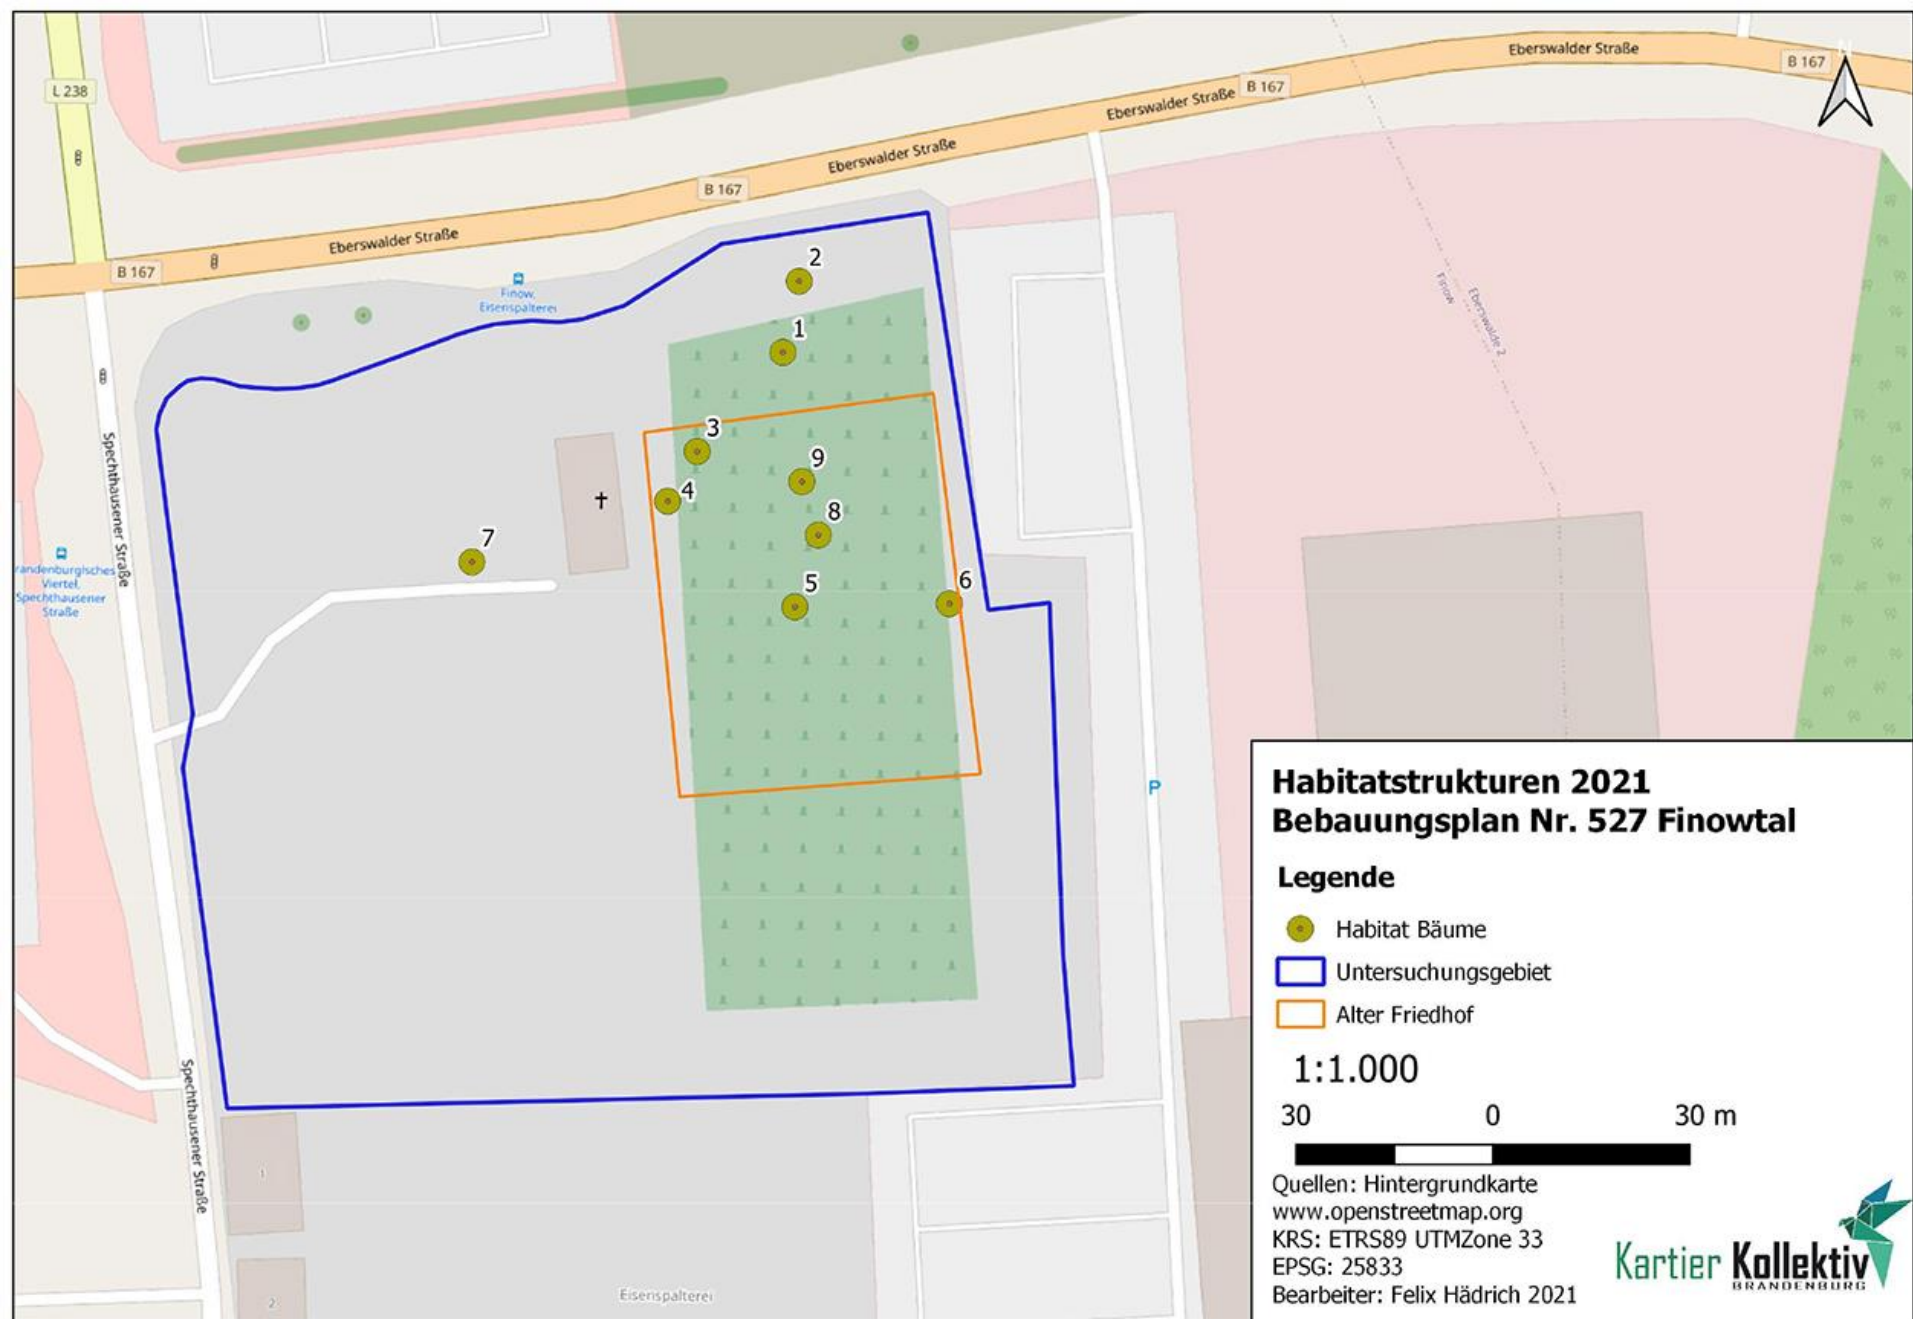 L 238
Eberswalder Straße
B 167
N
B 167
Eberswalder Straße
Eberswalder Straße
B 167
Eberswalder Straße
B 167
Finow,
Eisenspalterei
2
1
3
9
4
8
7
5
6
Finow
Eberswalde 2
Spechthausener Straße
randenburgisches
Viertel,
Spechthausener
Straße
P
Spechthausener Straße
1
2
Eisenspalterei
Habitatstrukturen 2021
Bebauungsplan Nr. 527 Finowtal
Legende
Habitat Bäume
Untersuchungsgebiet
Alter Friedhof
1:1.000
30 0 30 m
Quellen: Hintergrundkarte
www.openstreetmap.org
KRS: ETRS89 UTMZone 33
EPSG: 25833
Bearbeiter: Felix Hädrich 2021
Kartier Kollektiv
BRANDENBURG